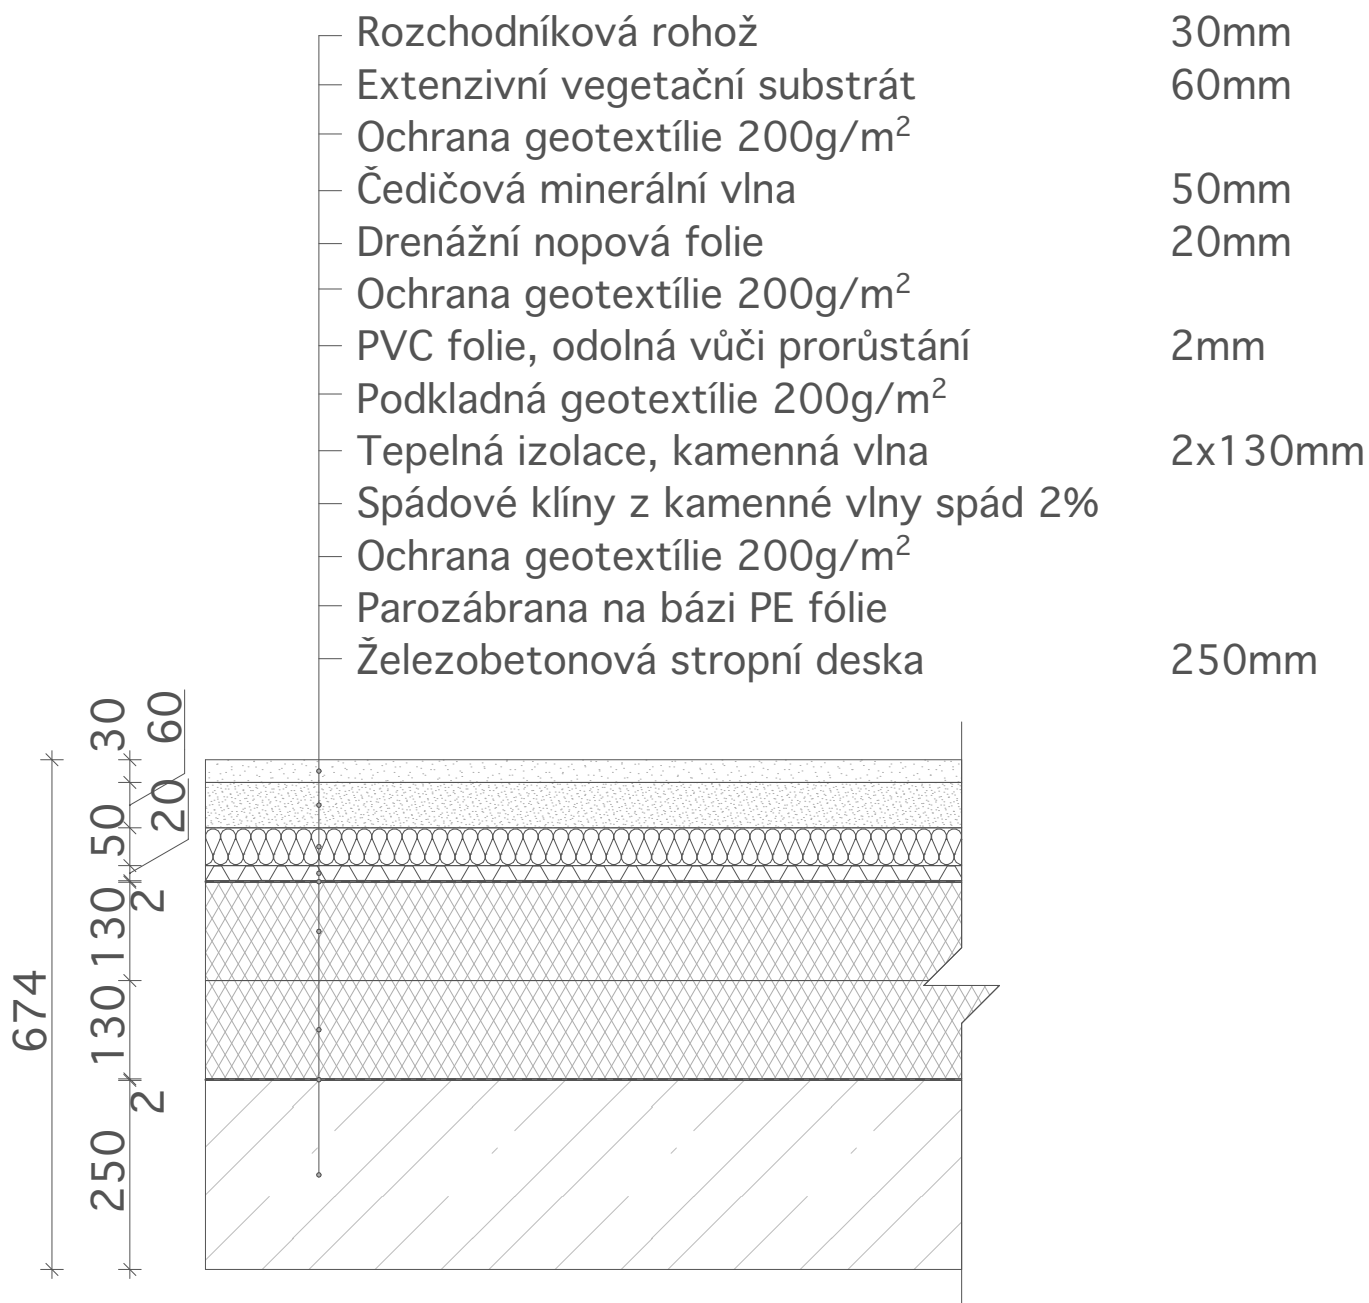 Rozchodníková rohož 30mm
Extenzivní vegetační substrát 60mm
Ochrana geotextílie 200g/m²
Čedičová minerální vlna 50mm
Drenážní nopová folie 20mm
Ochrana geotextílie 200g/m²
PVC folie, odolná vůči prorůstání 2mm
Podkladná geotextílie 200g/m²
Tepelná izolace, kamenná vlna 2x130mm
Spádové klíny z kamenné vlny spád 2%
Ochrana geotextílie 200g/m²
Parozábrana na bázi PE fólie
Železobetonová stropní deska 250mm
30
60
50
20
130
2
130
2
250
674